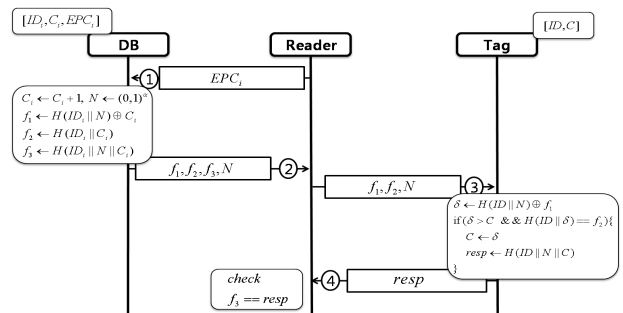 [ID_i, C_i, EPC_i]
[ID, C]
DB
Reader
Tag
① EPC_i
C_i ← C_i + 1, N ← (0,1)^α
f_1 ← H(ID_i || N) ⊕ C_i
f_2 ← H(ID_i || C_i)
f_3 ← H(ID_i || N || C_i)
f_1, f_2, f_3, N ②
f_1, f_2, N ③
δ ← H(ID || N) ⊕ f_1
if(δ > C && H(ID || δ) == f_2){
C ← δ
resp ← H(ID || N || C)
}
④ resp
check
f_3 == resp